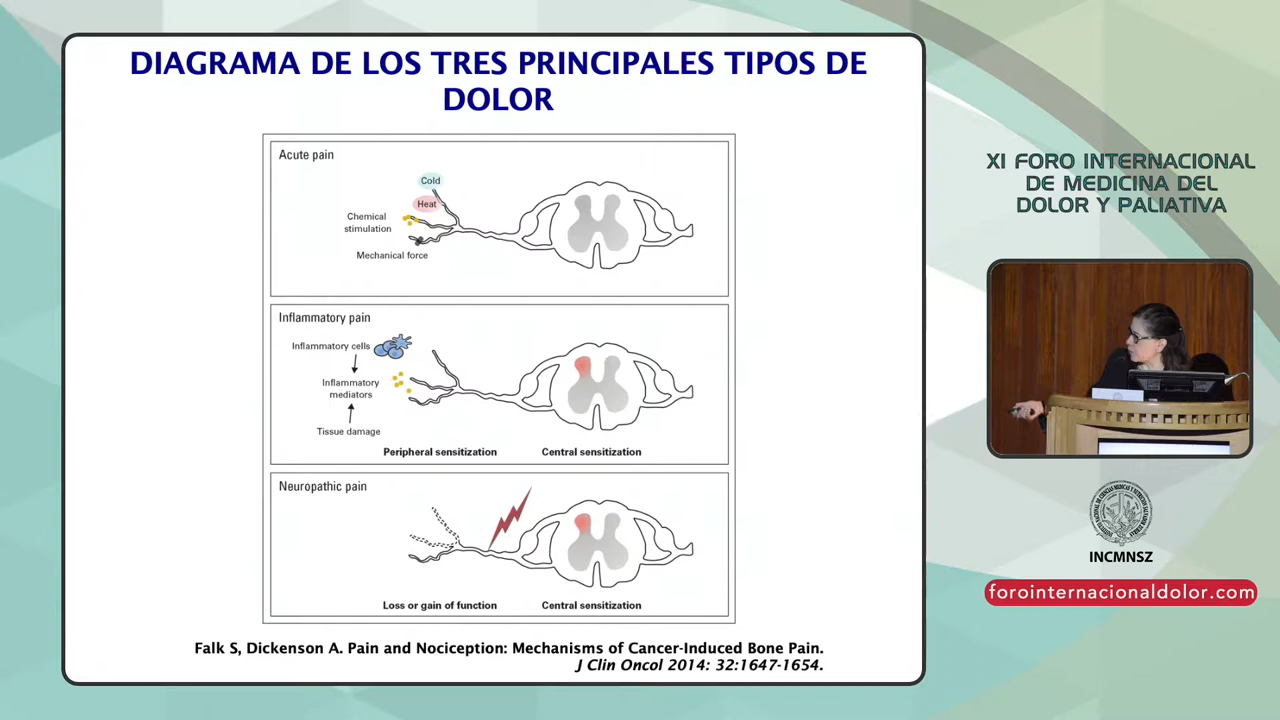 DIAGRAMA DE LOS TRES PRINCIPALES TIPOS DE
DOLOR
Acute pain
Cold
Heat
Chemical
stimulation
Mechanical force
Inflammatory pain
Inflammatory cells
Inflammatory
mediators
Tissue damage
Peripheral sensitization
Central sensitization
Neuropathic pain
Loss or gain of function
Central sensitization
Falk S, Dickenson A. Pain and Nociception: Mechanisms of Cancer-Induced Bone Pain.
J Clin Oncol 2014: 32:1647-1654.
XI FORO INTERNACIONAL
DE MEDICINA DEL
DOLOR Y PALIATIVA
INCMNSZ
forointernacionaldolor.com